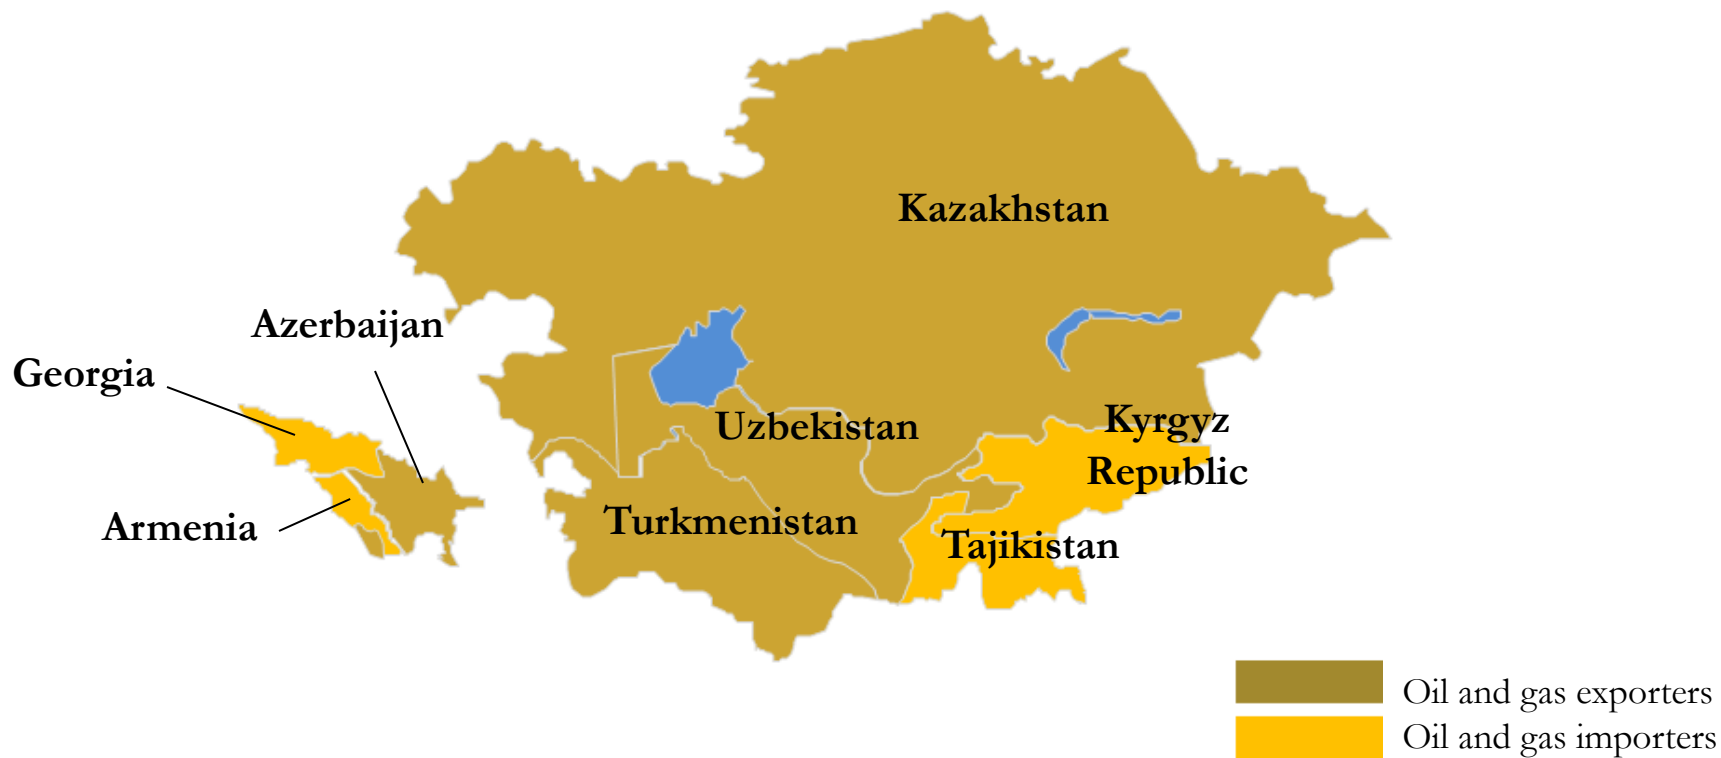 Kazakhstan
Azerbaijan
Georgia
Kyrgyz
Republic
Uzbekistan
Turkmenistan
Armenia
Tajikistan
Oil and gas exporters
Oil and gas importers